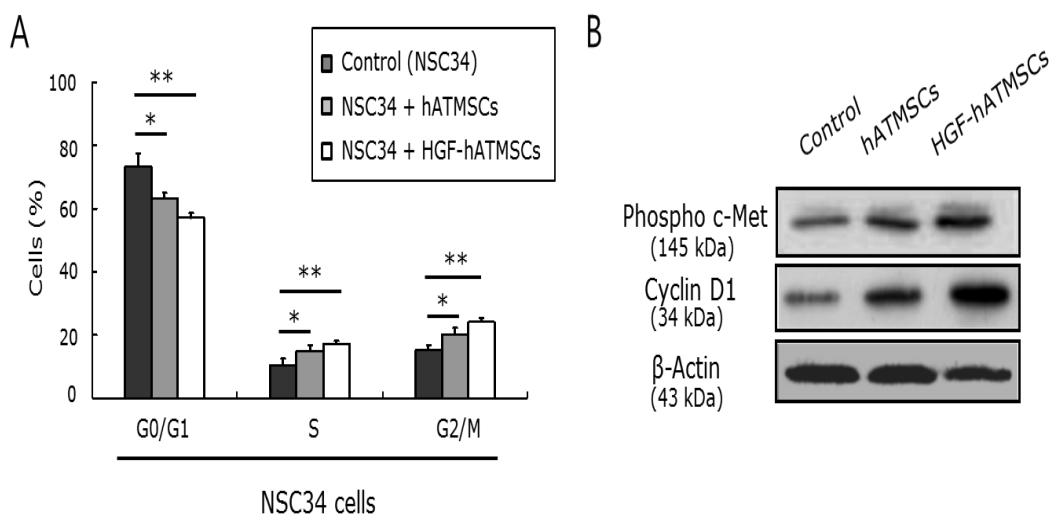 A
Control (NSC34)
NSC34 + hATMSCs
NSC34 + HGF-hATMSCs
Cells (%)
100
80
60
40
20
0
**
*
**
*
**
*
G0/G1
S
G2/M
NSC34 cells
B
Control
hATMSCs
HGF-hATMSCs
Phospho c-Met
(145 kDa)
Cyclin D1
(34 kDa)
β-Actin
(43 kDa)